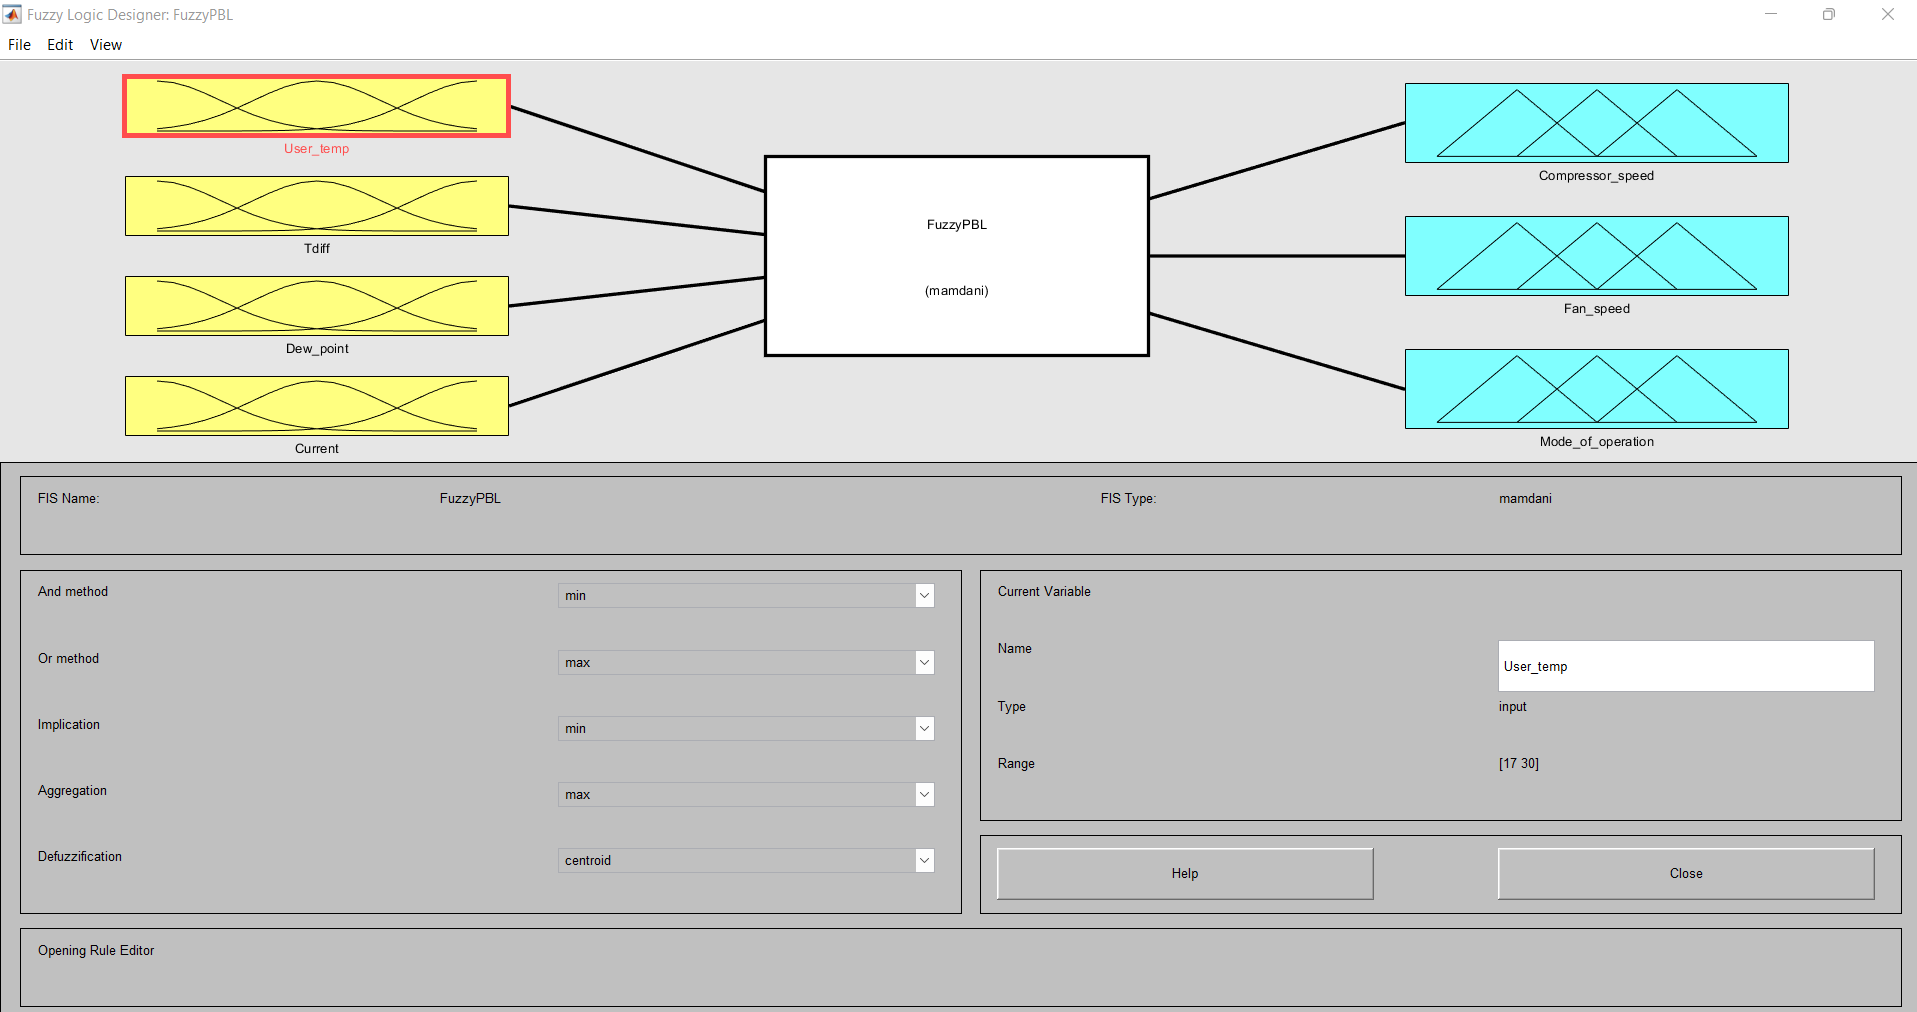 Fuzzy Logic Designer: FuzzyPBL
File Edit View
User_temp
Tdiff
Dew_point
Current
FuzzyPBL
(mamdani)
Compressor_speed
Fan_speed
Mode_of_operation
FIS Name: FuzzyPBL FIS Type: mamdani
And method min
Or method max
Implication min
Aggregation max
Defuzzification centroid
Current Variable
Name User_temp
Type input
Range [17 30]
Help Close
Opening Rule Editor